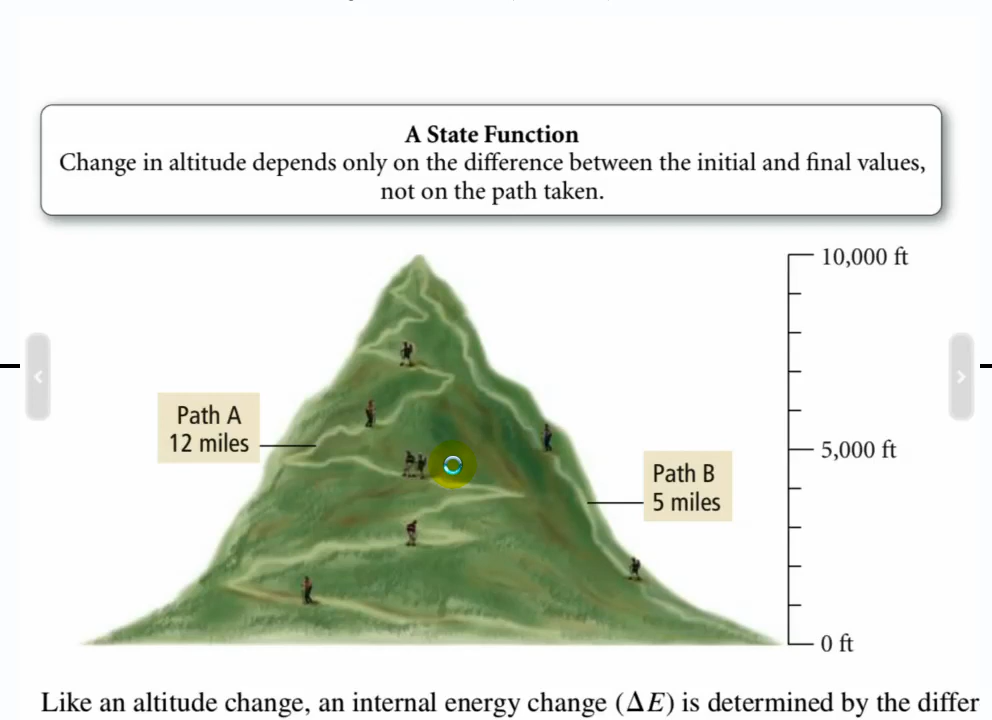 A State Function
Change in altitude depends only on the difference between the initial and final values,
not on the path taken.
10,000 ft
Path A
12 miles
5,000 ft
Path B
5 miles
0 ft
Like an altitude change, an internal energy change (ΔE) is determined by the differ